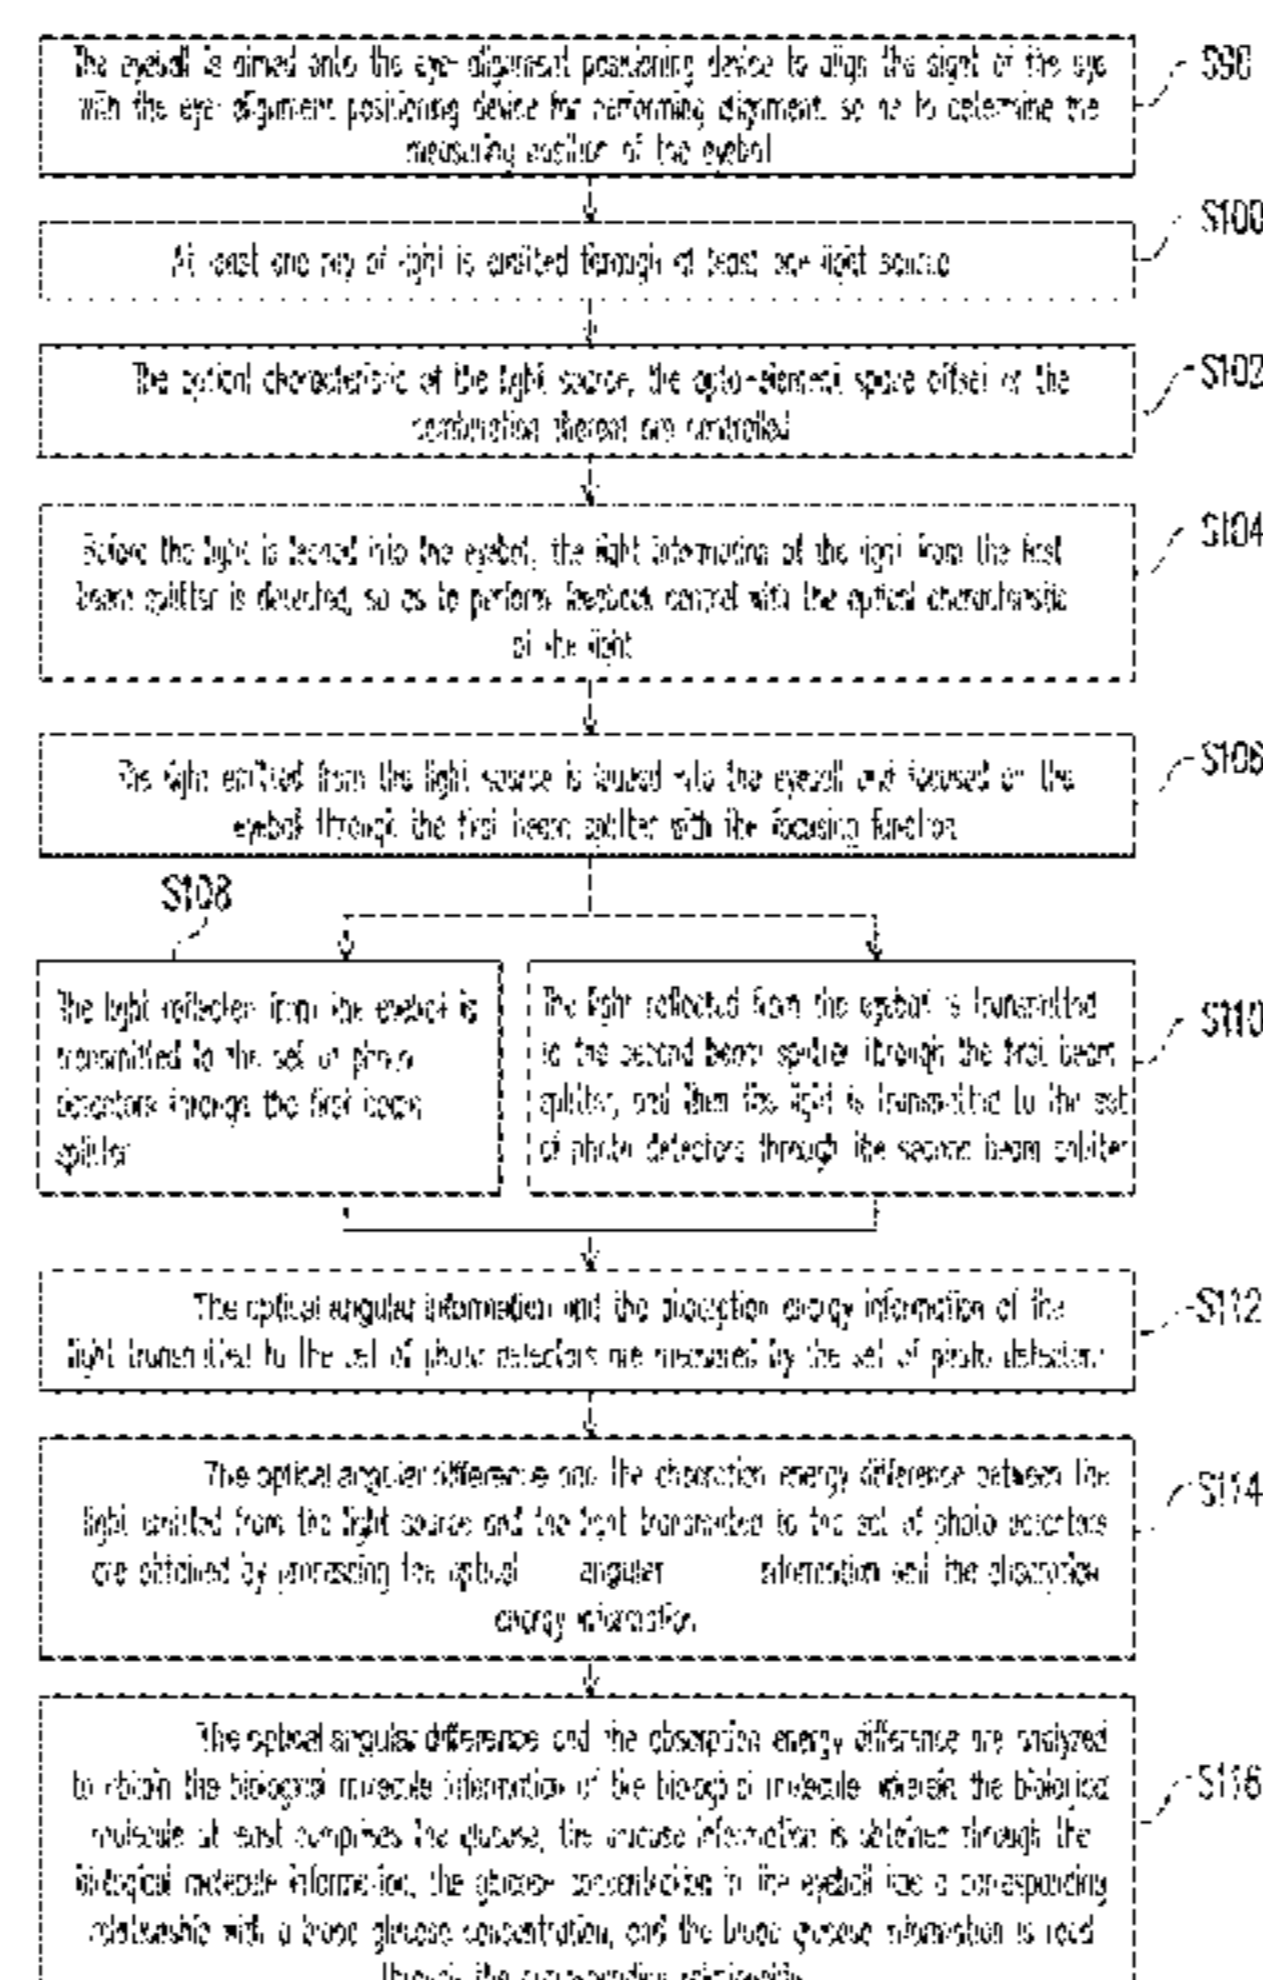 The eyeball is aimed onto the eye-alignment positioning device to align the sight of the eye
with the eye-alignment positioning device for performing alignment, so as to determine the
measuring position of the eyeball
S98
At least one ray of light is emitted through at least one light source
S100
The optical characteristic of the light source, the opto-element space offset or the
combination thereof are controlled
S102
Before the light is leaded into the eyeball, the light information of the light from the first
beam splitter is detected, so as to perform feedback control with the optical characteristic
of the light
S104
The light emitted from the light source is leaded into the eyeball and focused on the
eyeball through the first beam splitter with the focusing function
S106
S108
The light reflected from the eyeball is
transmitted to the set of photo
detectors through the first beam
splitter
The light reflected from the eyeball is transmitted
to the second beam splitter through the first beam
splitter, and then the light is transmitted to the set
of photo detectors through the second beam splitter
S110
The optical angular information and the absorption energy information of the
light transmitted to the set of photo detectors are measured by the set of photo detectors
S112
The optical angular difference and the absorption energy difference between the
light emitted from the light source and the light transmitted to the set of photo detectors
are obtained by processing the optical angular information and the absorption
energy information
S114
The optical angular difference and the absorption energy difference are analyzed
to obtain the biological molecule information of the biological molecule, wherein the biological
molecule at least comprises the glucose, the glucose information is obtained through the
biological molecule information, the glucose concentration in the eyeball has a corresponding
relationship with a blood glucose concentration, and the blood glucose information is read
through the corresponding relationship
S116